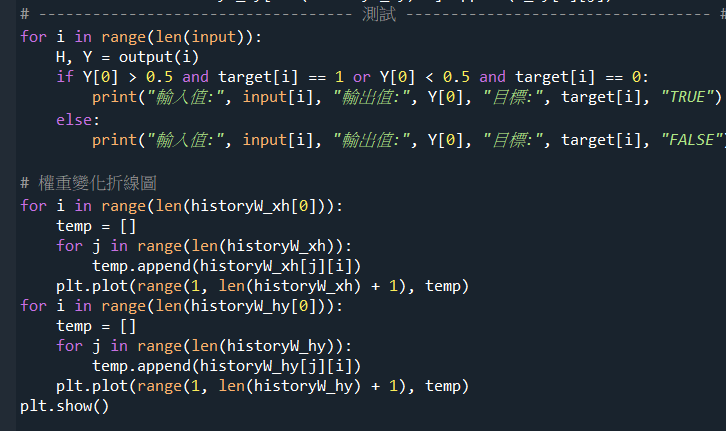 # -------------------------------- 測試 -------------------------------- #
for i in range(len(input)):
    H, Y = output(i)
    if Y[0] > 0.5 and target[i] == 1 or Y[0] < 0.5 and target[i] == 0:
        print("輸入值:", input[i], "輸出值:", Y[0], "目標:", target[i], "TRUE")
    else:
        print("輸入值:", input[i], "輸出值:", Y[0], "目標:", target[i], "FALSE")
# 權重變化折線圖
for i in range(len(historyW_xh[0])):
    temp = []
    for j in range(len(historyW_xh)):
        temp.append(historyW_xh[j][i])
    plt.plot(range(1, len(historyW_xh) + 1), temp)
for i in range(len(historyW_hy[0])):
    temp = []
    for j in range(len(historyW_hy)):
        temp.append(historyW_hy[j][i])
    plt.plot(range(1, len(historyW_hy) + 1), temp)
plt.show()